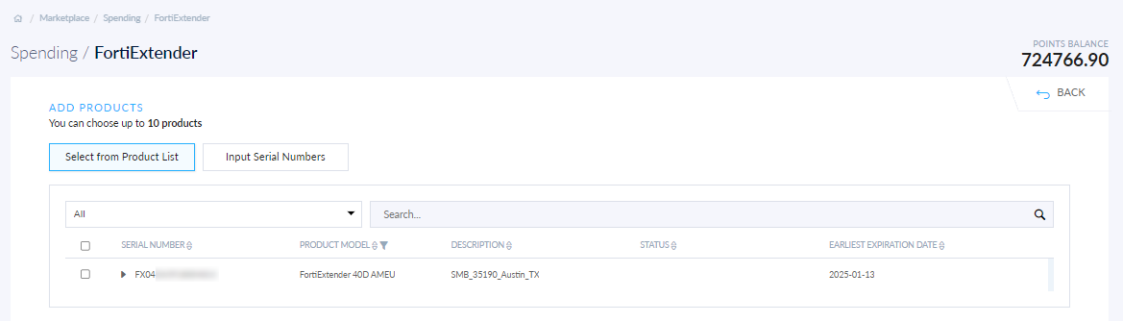 / Marketplace / Spending / FortiExtender
Spending / FortiExtender
POINTS BALANCE
724766.90
BACK
ADD PRODUCTS
You can choose up to 10 products
Select from Product List Input Serial Numbers
All Search...
SERIAL NUMBER PRODUCT MODEL DESCRIPTION STATUS EARLIEST EXPIRATION DATE
FX04 FortiExtender 40D AMEU SMB_35190_Austin_TX 2025-01-13